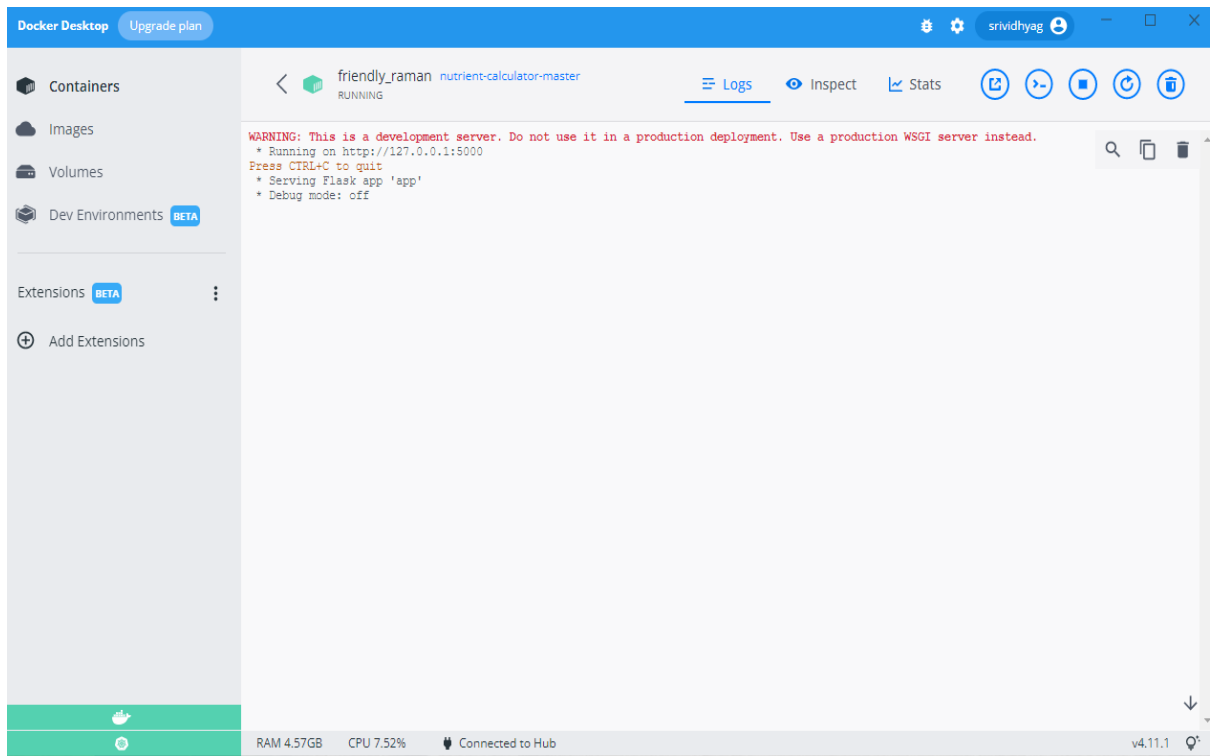 Docker Desktop Upgrade plan srividhyag
Containers
Images
Volumes
Dev Environments BETA
Extensions BETA
Add Extensions
friendly_raman nutrient-calculator-master
RUNNING
Logs Inspect Stats
WARNING: This is a development server. Do not use it in a production deployment. Use a production WSGI server instead.
* Running on http://127.0.0.1:5000
Press CTRL+C to quit
* Serving Flask app 'app'
* Debug mode: off
RAM 4.57GB CPU 7.52% Connected to Hub v4.11.1